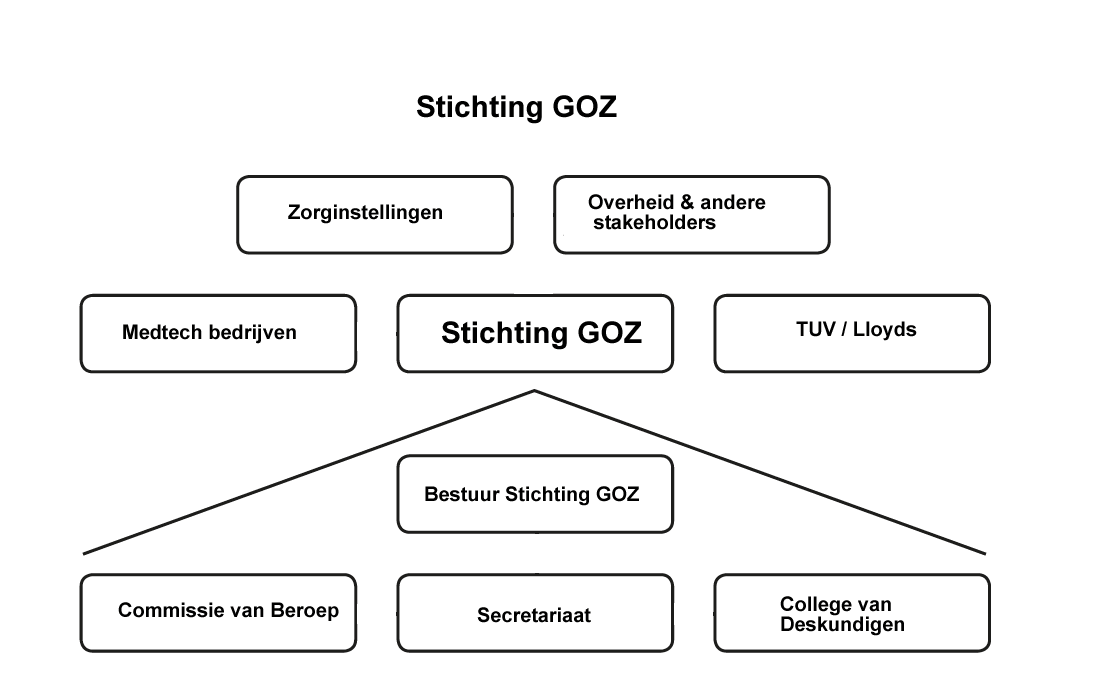 Stichting GOZ
Zorginstellingen
Overheid & andere
stakeholders
Medtech bedrijven
Stichting GOZ
TUV / Lloyds
Bestuur Stichting GOZ
Commissie van Beroep
Secretariaat
College van
Deskundigen